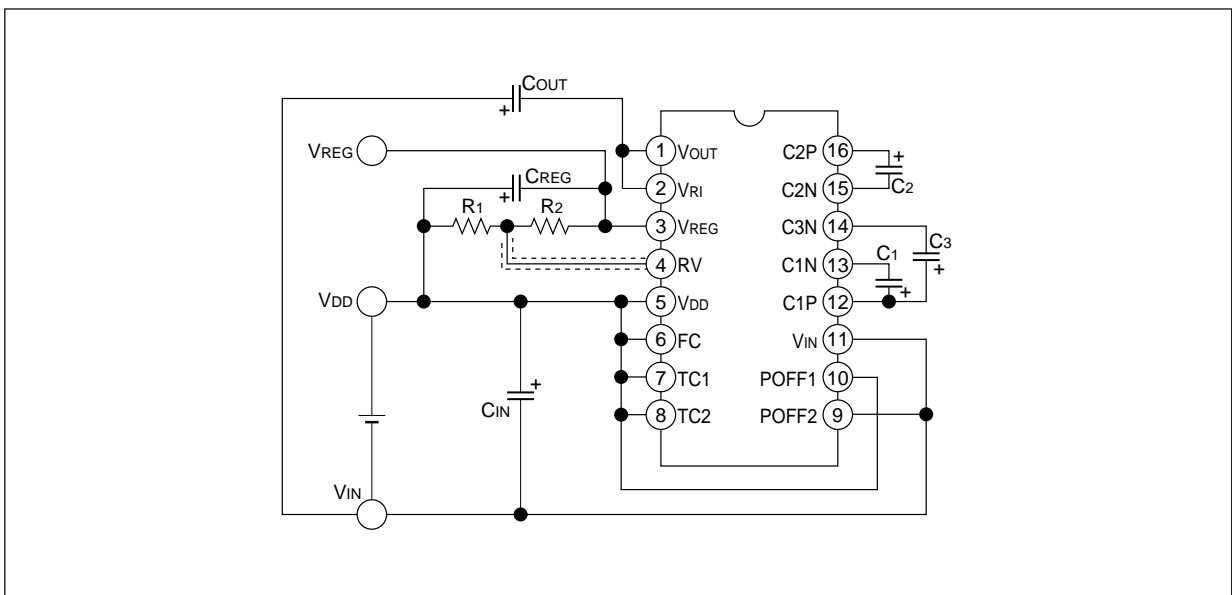 COUT
+
VREG
CREG
+
R1 R2
VDD
CIN
+
VIN
1 VOUT
2 VRI
3 VREG
4 RV
5 VDD
6 FC
7 TC1
8 TC2
C2P 16
C2N 15
C3N 14
C1N 13
C1P 12
VIN 11
POFF1 10
POFF2 9
+
C2
C3
+
C1
+